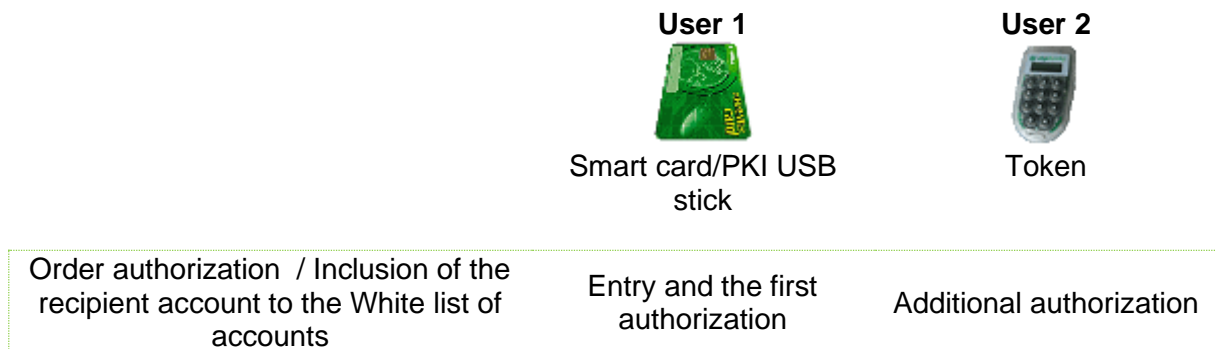 User 1
User 2
Smart card/PKI USB
stick
Token
Order authorization / Inclusion of the
recipient account to the White list of
accounts
Entry and the first
authorization
Additional authorization